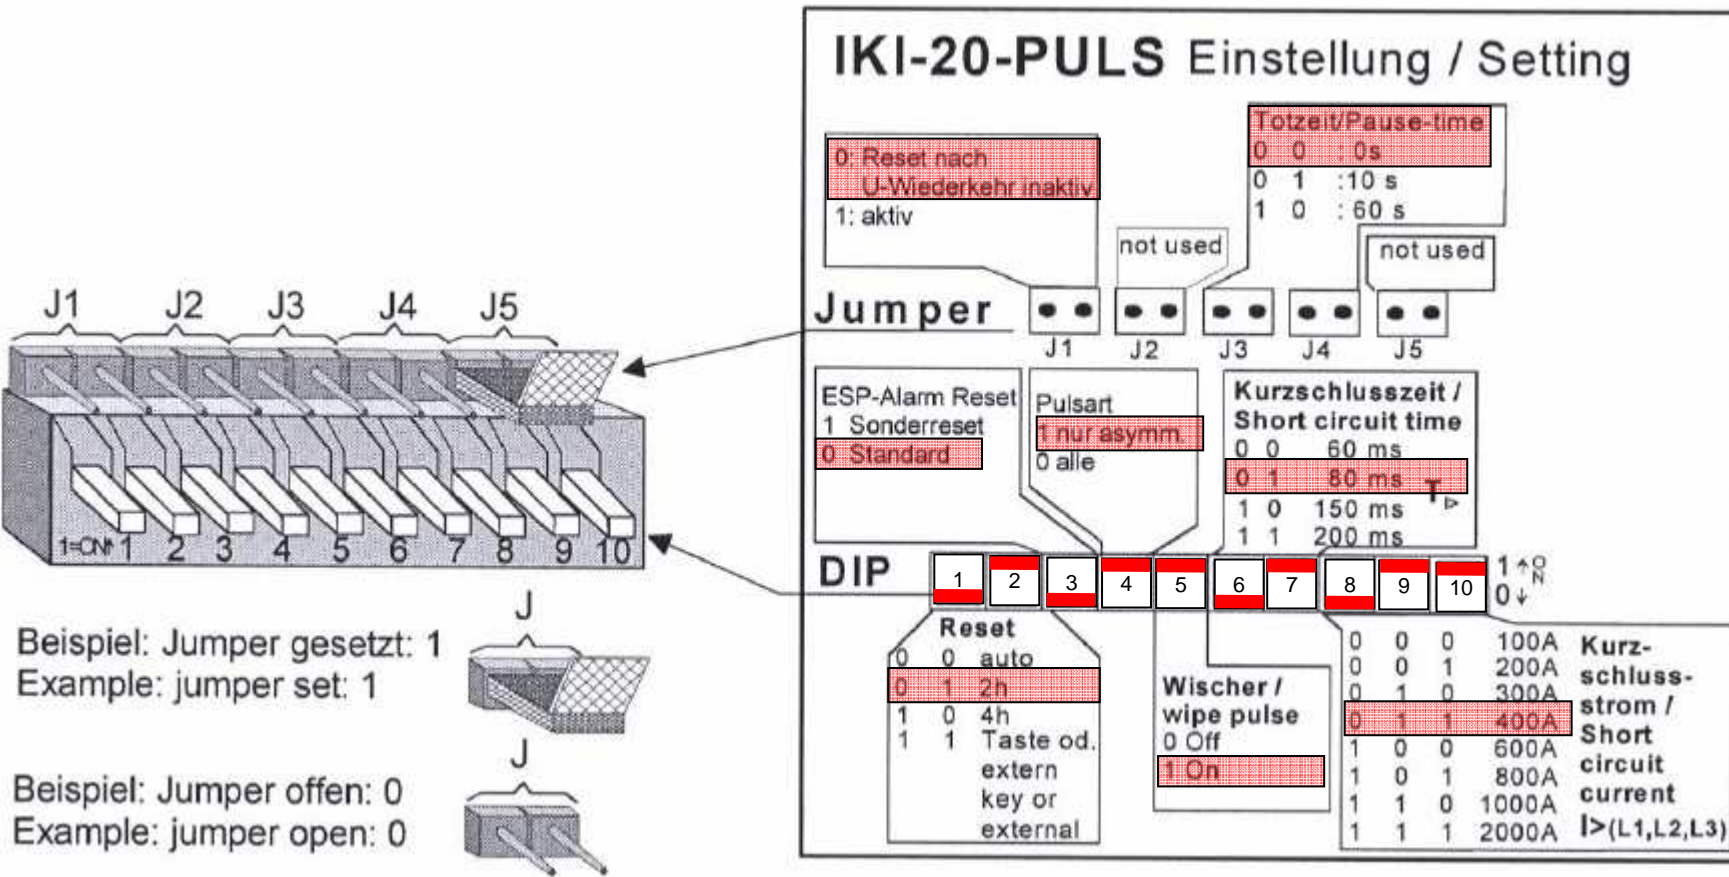 IKI-20-PULS Einstellung / Setting
0: Reset nach
U-Wiederkehr inaktiv
1: aktiv
not used
Totzeit/Pause-time
0 0 : 0s
0 1 :10 s
1 0 : 60 s
not used
Jumper
J1 J2 J3 J4 J5
J1 J2 J3 J4 J5
1=ON 1 2 3 4 5 6 7 8 9 10
ESP-Alarm Reset
1 Sonderreset
0 Standard
Pulsart
1 nur asymm.
0 alle
Kurzschlusszeit /
Short circuit time
0 0 60 ms
0 1 80 ms
1 0 150 ms
1 1 200 ms
T
DIP
1 2 3 4 5 6 7 8 9 10
1 ↑ ON
0 ↓
Reset
0 0 auto
0 1 2h
1 0 4h
1 1 Taste od.
extern
key or
external
Wischer /
wipe pulse
0 Off
1 On
0 0 0 100A
0 0 1 200A
0 1 0 300A
0 1 1 400A
1 0 0 600A
1 0 1 800A
1 1 0 1000A
1 1 1 2000A
Kurz-
schluss-
strom /
Short
circuit
current
I>(L1,L2,L3)
Beispiel: Jumper gesetzt: 1
Example: jumper set: 1
J
Beispiel: Jumper offen: 0
Example: jumper open: 0
J